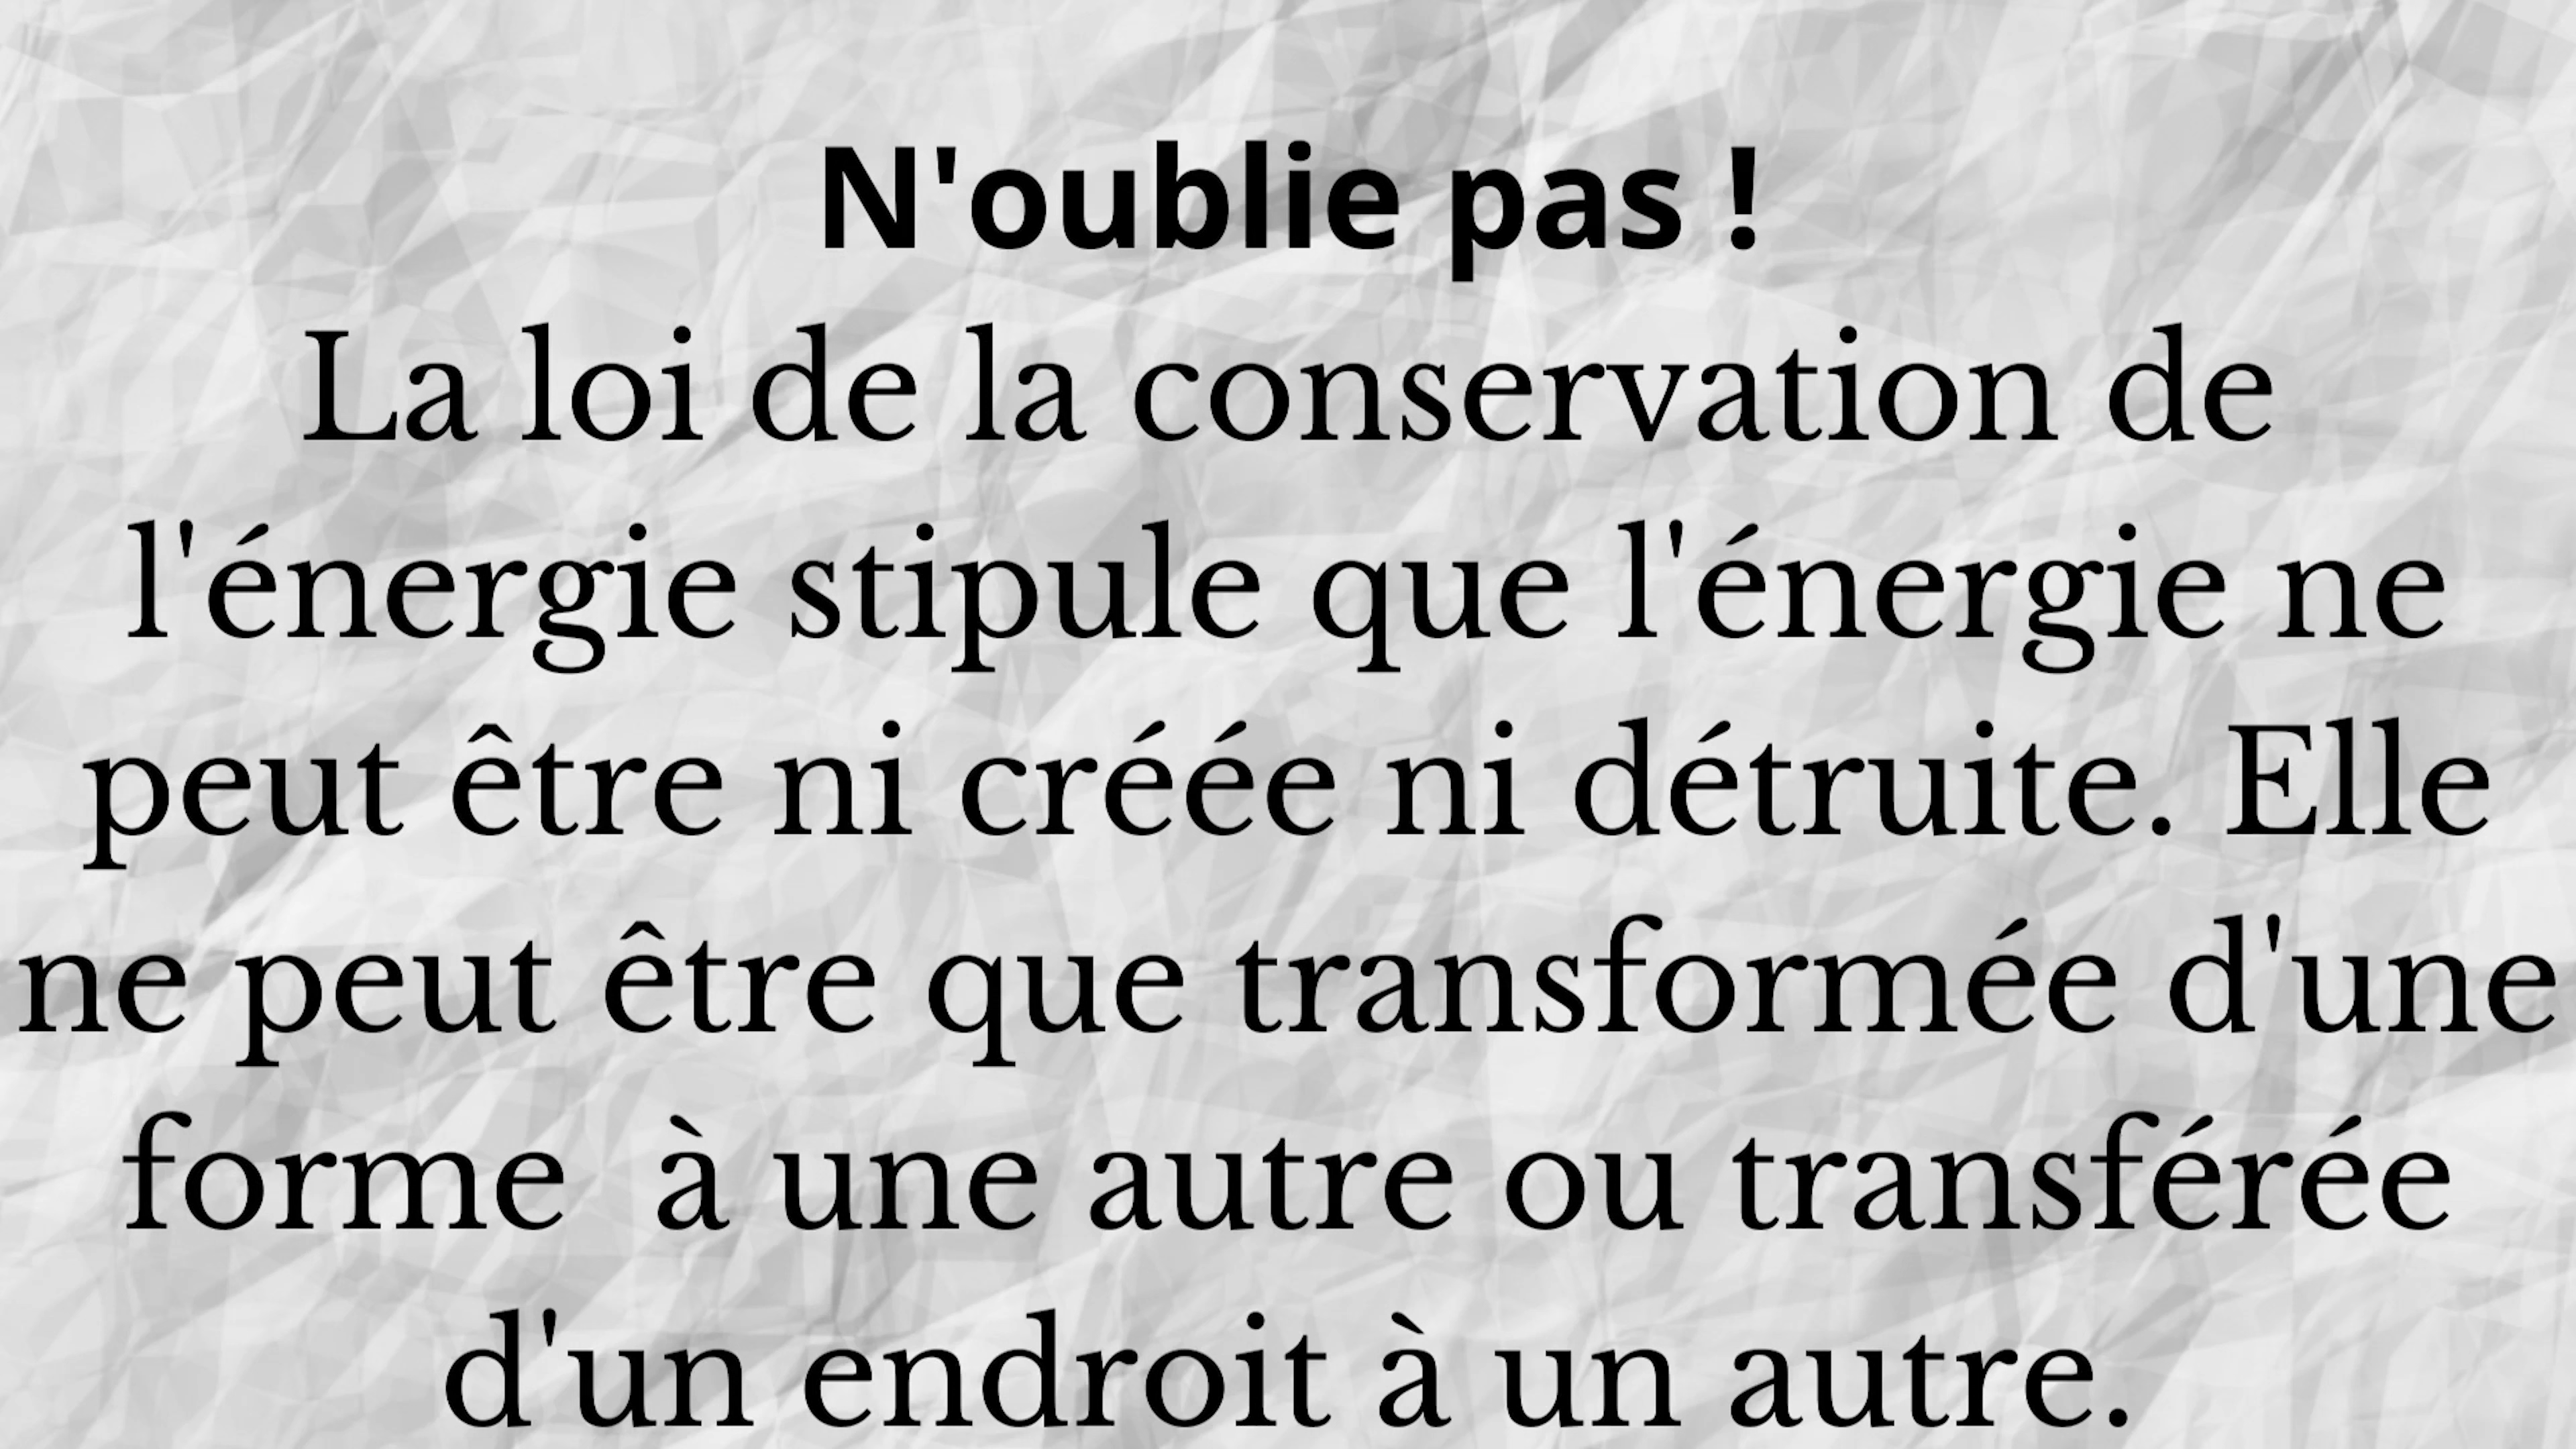 N'oublie pas !
La loi de la conservation de
l'énergie stipule que l'énergie ne
peut être ni créée ni détruite. Elle
ne peut être que transformée d'une
forme  à une autre ou transférée
d'un endroit à un autre.